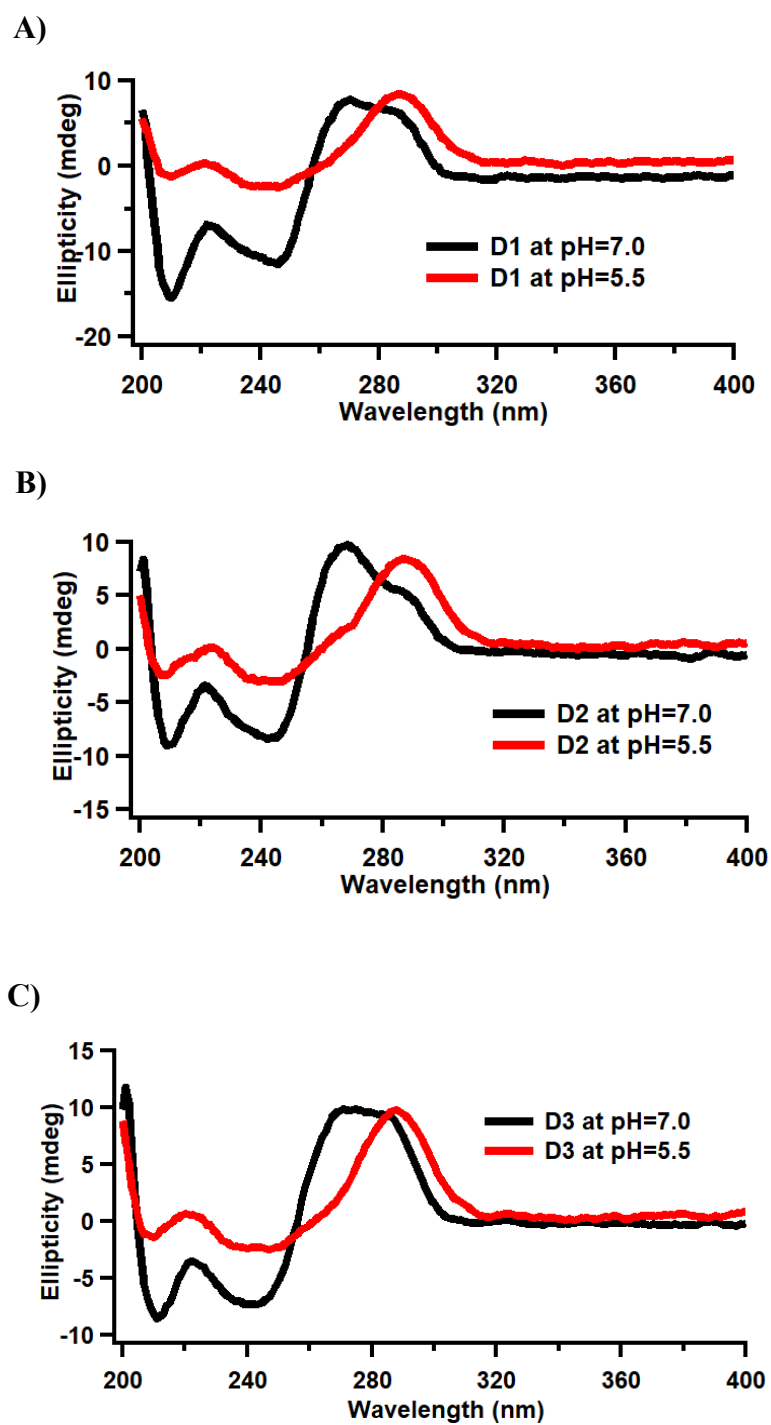 A)
10
0
-10
-20
Ellipticity (mdeg)
D1 at pH=7.0
D1 at pH=5.5
200 240 280 320 360 400
Wavelength (nm)
B)
10
5
0
-5
-10
-15
Ellipticity (mdeg)
D2 at pH=7.0
D2 at pH=5.5
200 240 280 320 360 400
Wavelength (nm)
C)
15
10
5
0
-5
-10
Ellipticity (mdeg)
D3 at pH=7.0
D3 at pH=5.5
200 240 280 320 360 400
Wavelength (nm)